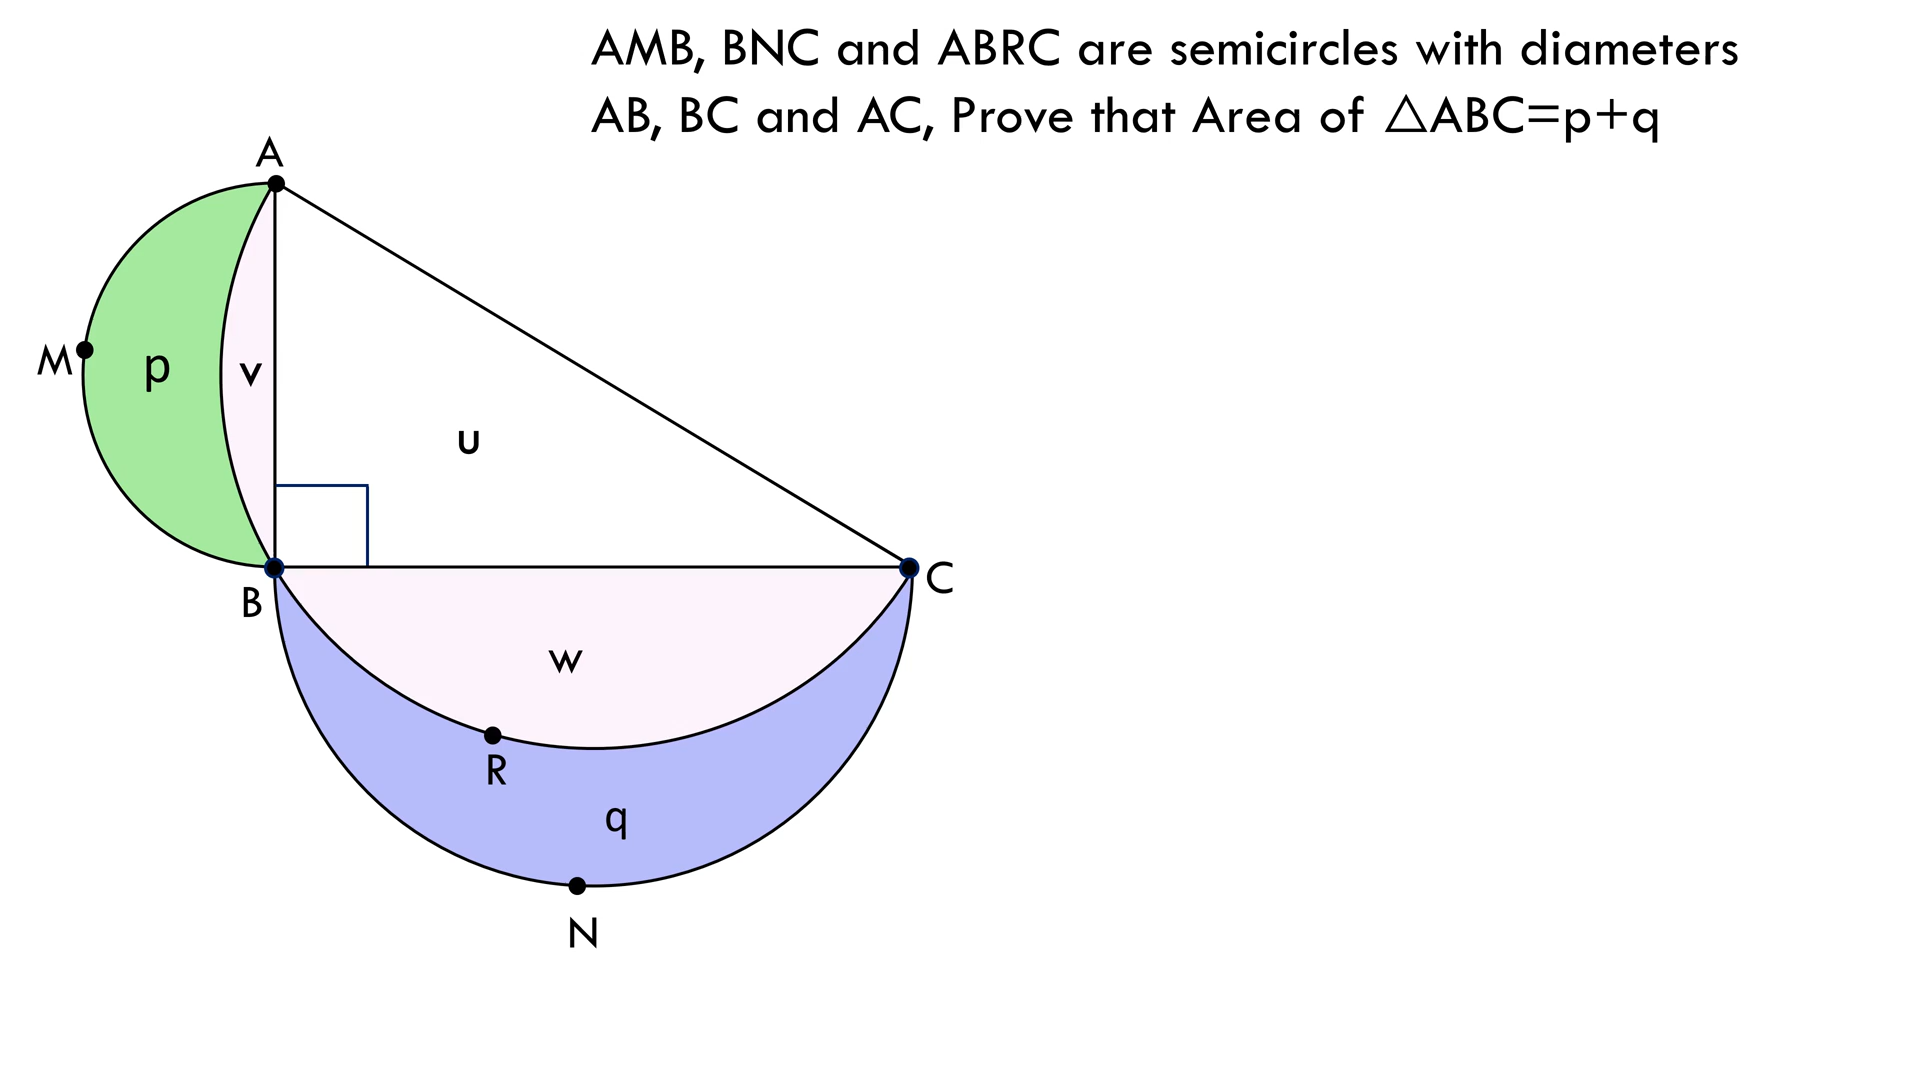 AMB, BNC and ABRC are semicircles with diameters
AB, BC and AC, Prove that Area of △ABC=p+q
A
M
p
v
u
B
C
w
R
q
N